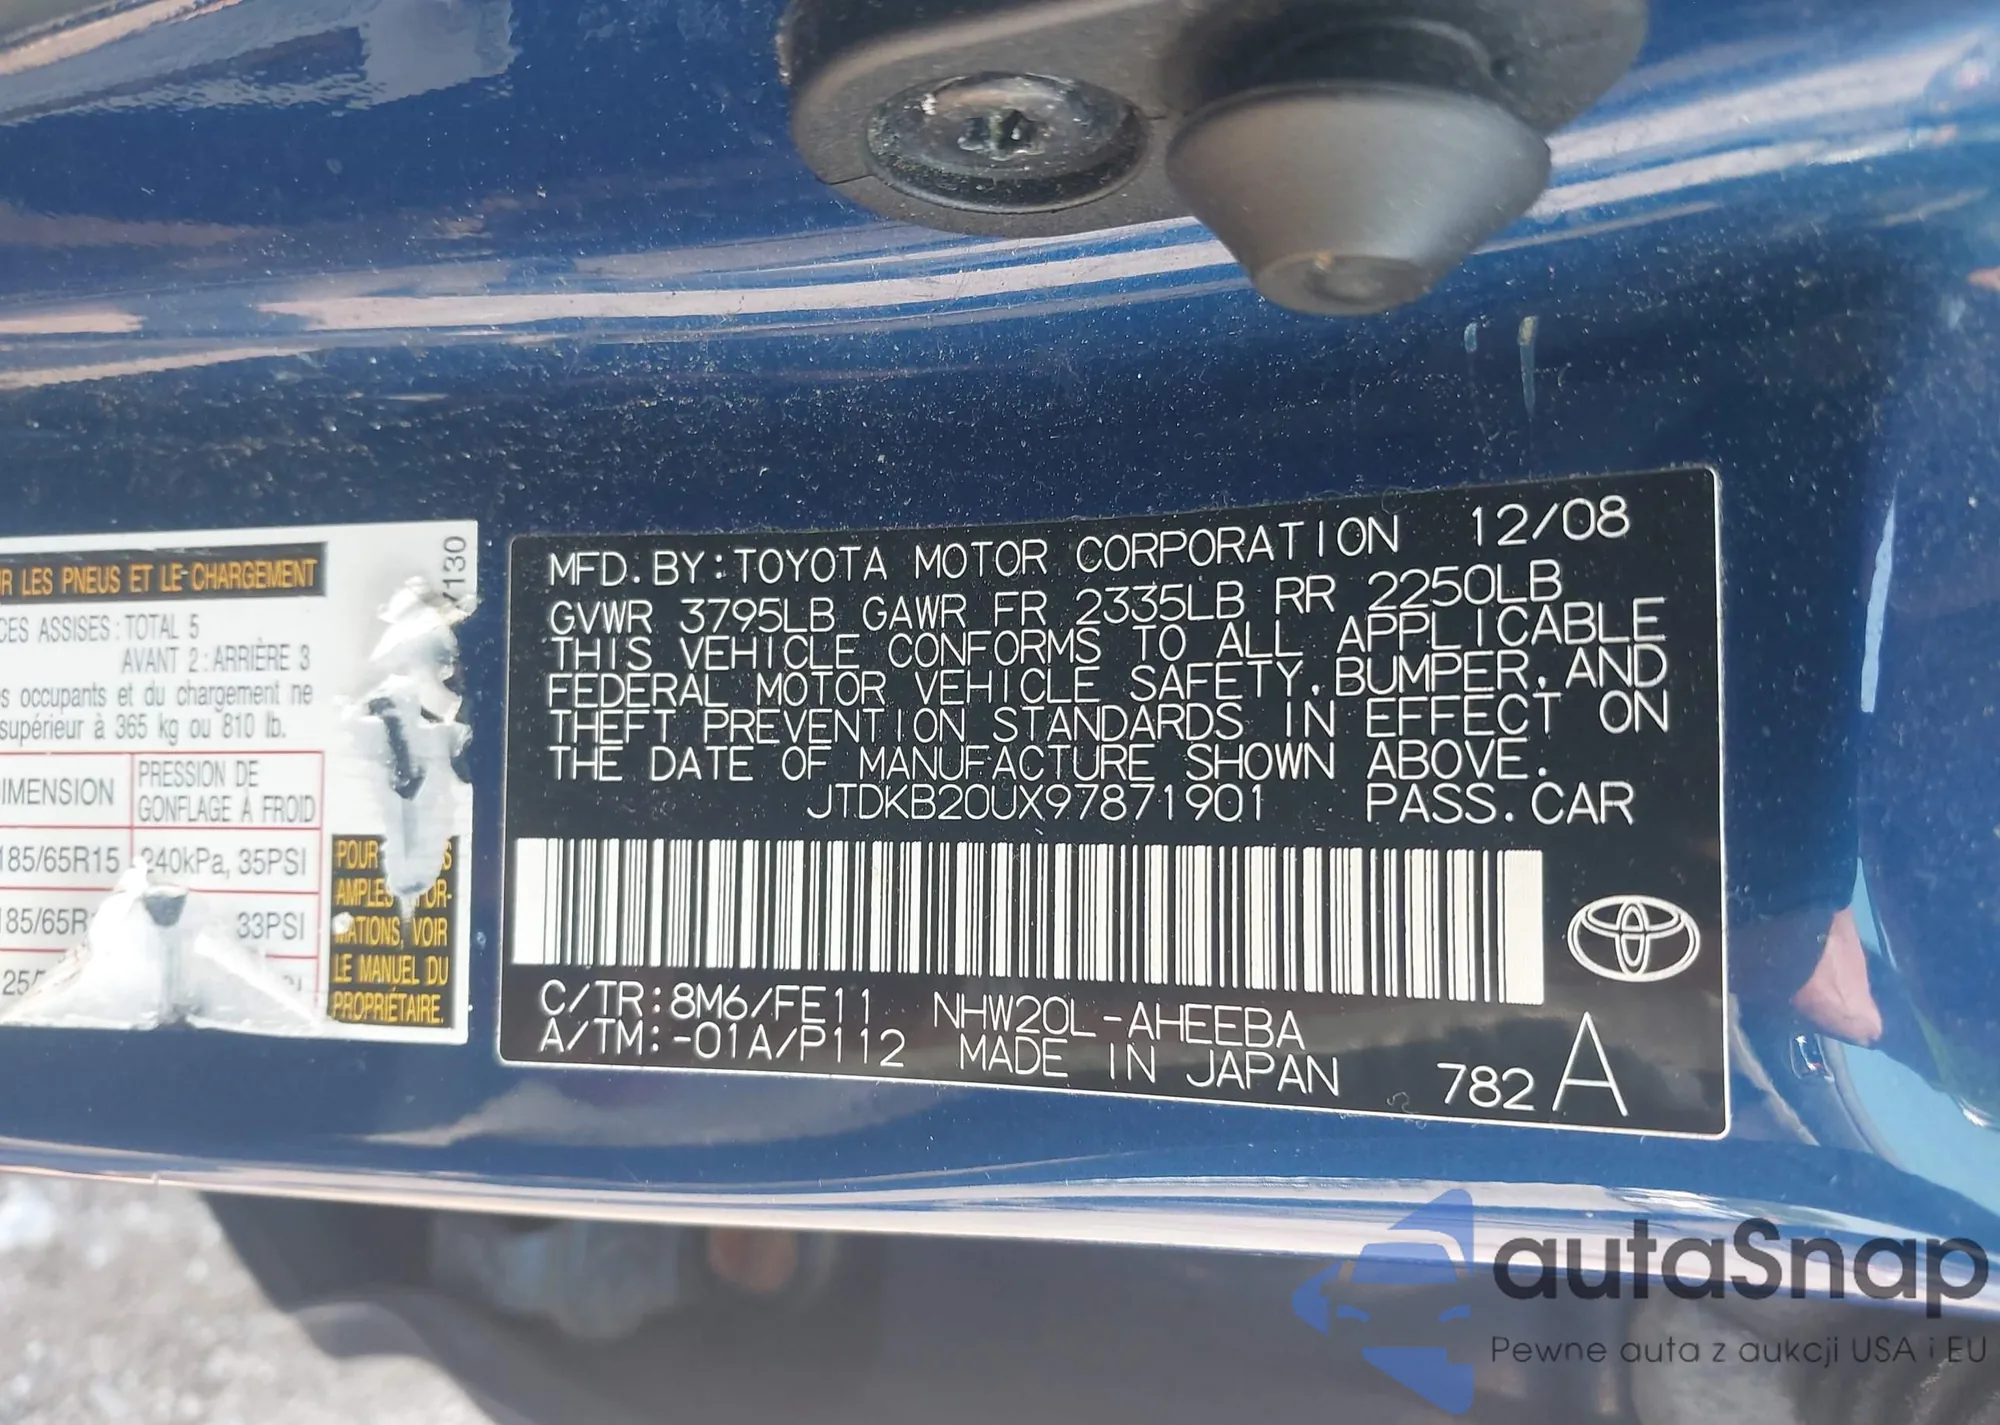 R LES PNEUS ET LE CHARGEMENT
CES ASSISES : TOTAL 5
AVANT 2 : ARRIÈRE 3
s occupants et du chargement ne
supérieur à 365 kg ou 810 lb.
IMENSION
PRESSION DE
GONFLAGE À FROID
185/65R15
240kPa, 35PSI
185/65R
33PSI
/130
POUR
AMPLES
MATIONS, VOIR
LE MANUEL DU
PROPRIÉTAIRE.
MFD. BY: TOYOTA MOTOR CORPORATION 12/08
GVWR 3795LB GAWR FR 2335LB RR 2250LB
THIS VEHICLE CONFORMS TO ALL APPLICABLE
FEDERAL MOTOR VEHICLE SAFETY, BUMPER, AND
THEFT PREVENTION STANDARDS IN EFFECT ON
THE DATE OF MANUFACTURE SHOWN ABOVE.
JTDKB20UX97871901 PASS. CAR
C/TR: 8M6/FE11 NHW20L-AHEEBA
A/TM: -01A/P112 MADE IN JAPAN 782 A
autaSnap
Pewne auta z aukcji USA i EU